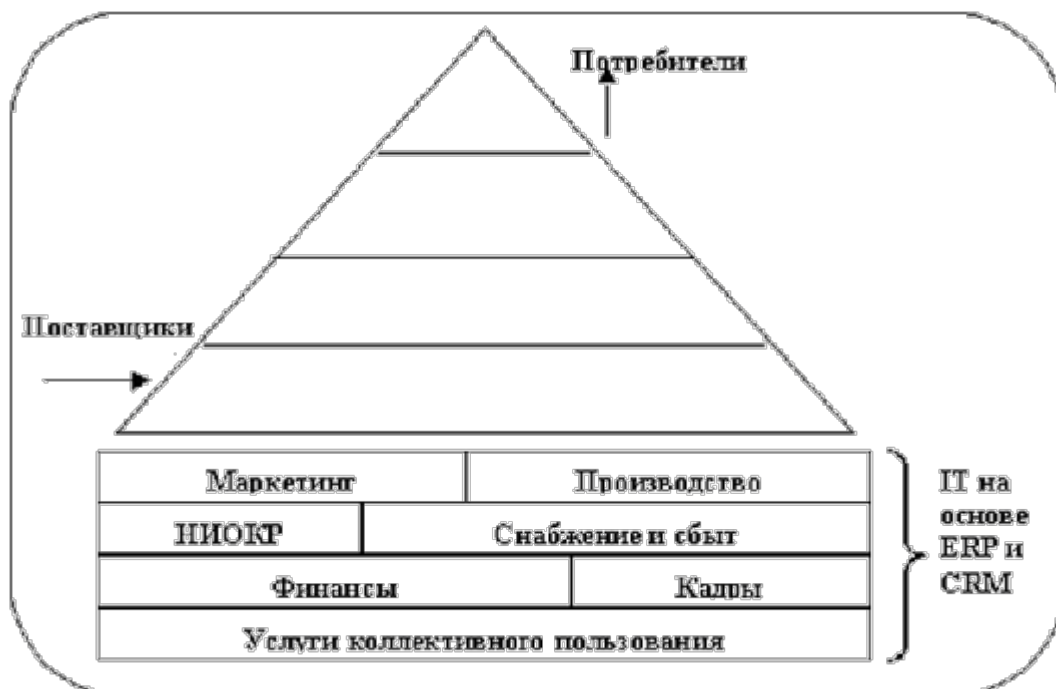 Потребители
Поставщики
Маркетинг
Производство
НИОКР
Снабжение и сбыт
Финансы
Кадры
Услуги коллективного пользования
IT на
основе
ERP и
CRM